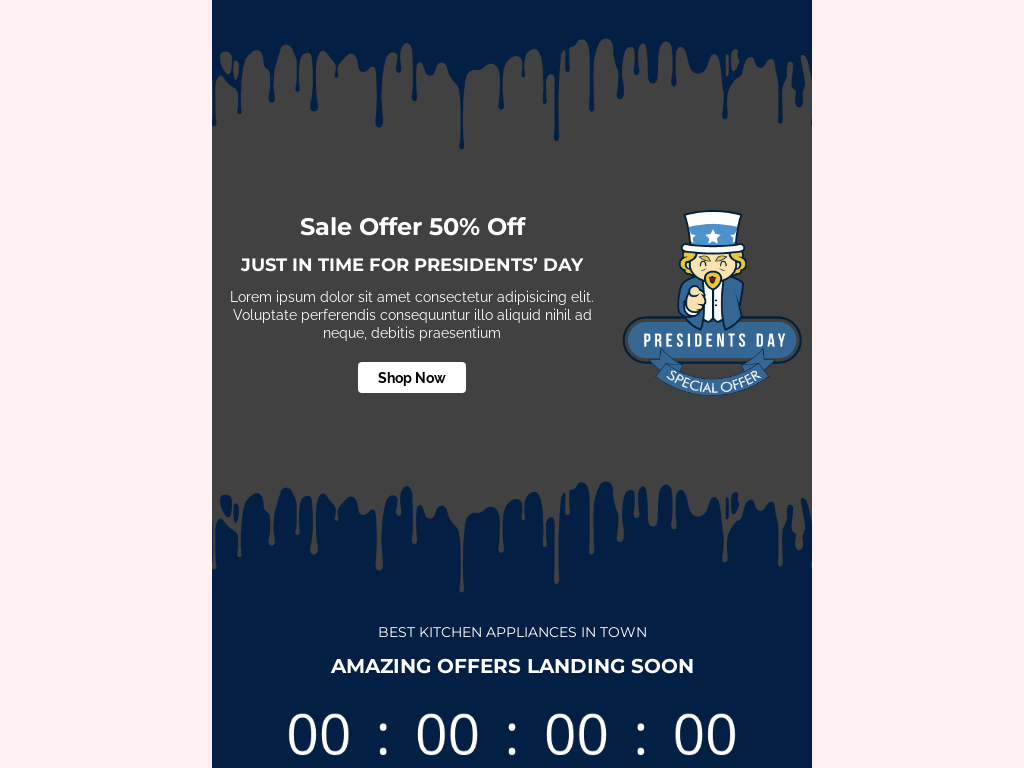 Sale Offer 50% Off
JUST IN TIME FOR PRESIDENTS’ DAY
Lorem ipsum dolor sit amet consectetur adipisicing elit.
Voluptate perferendis consequuntur illo aliquid nihil ad
neque, debitis praesentium
Shop Now
PRESIDENTS DAY
SPECIAL OFFER
BEST KITCHEN APPLIANCES IN TOWN
AMAZING OFFERS LANDING SOON
00 : 00 : 00 : 00